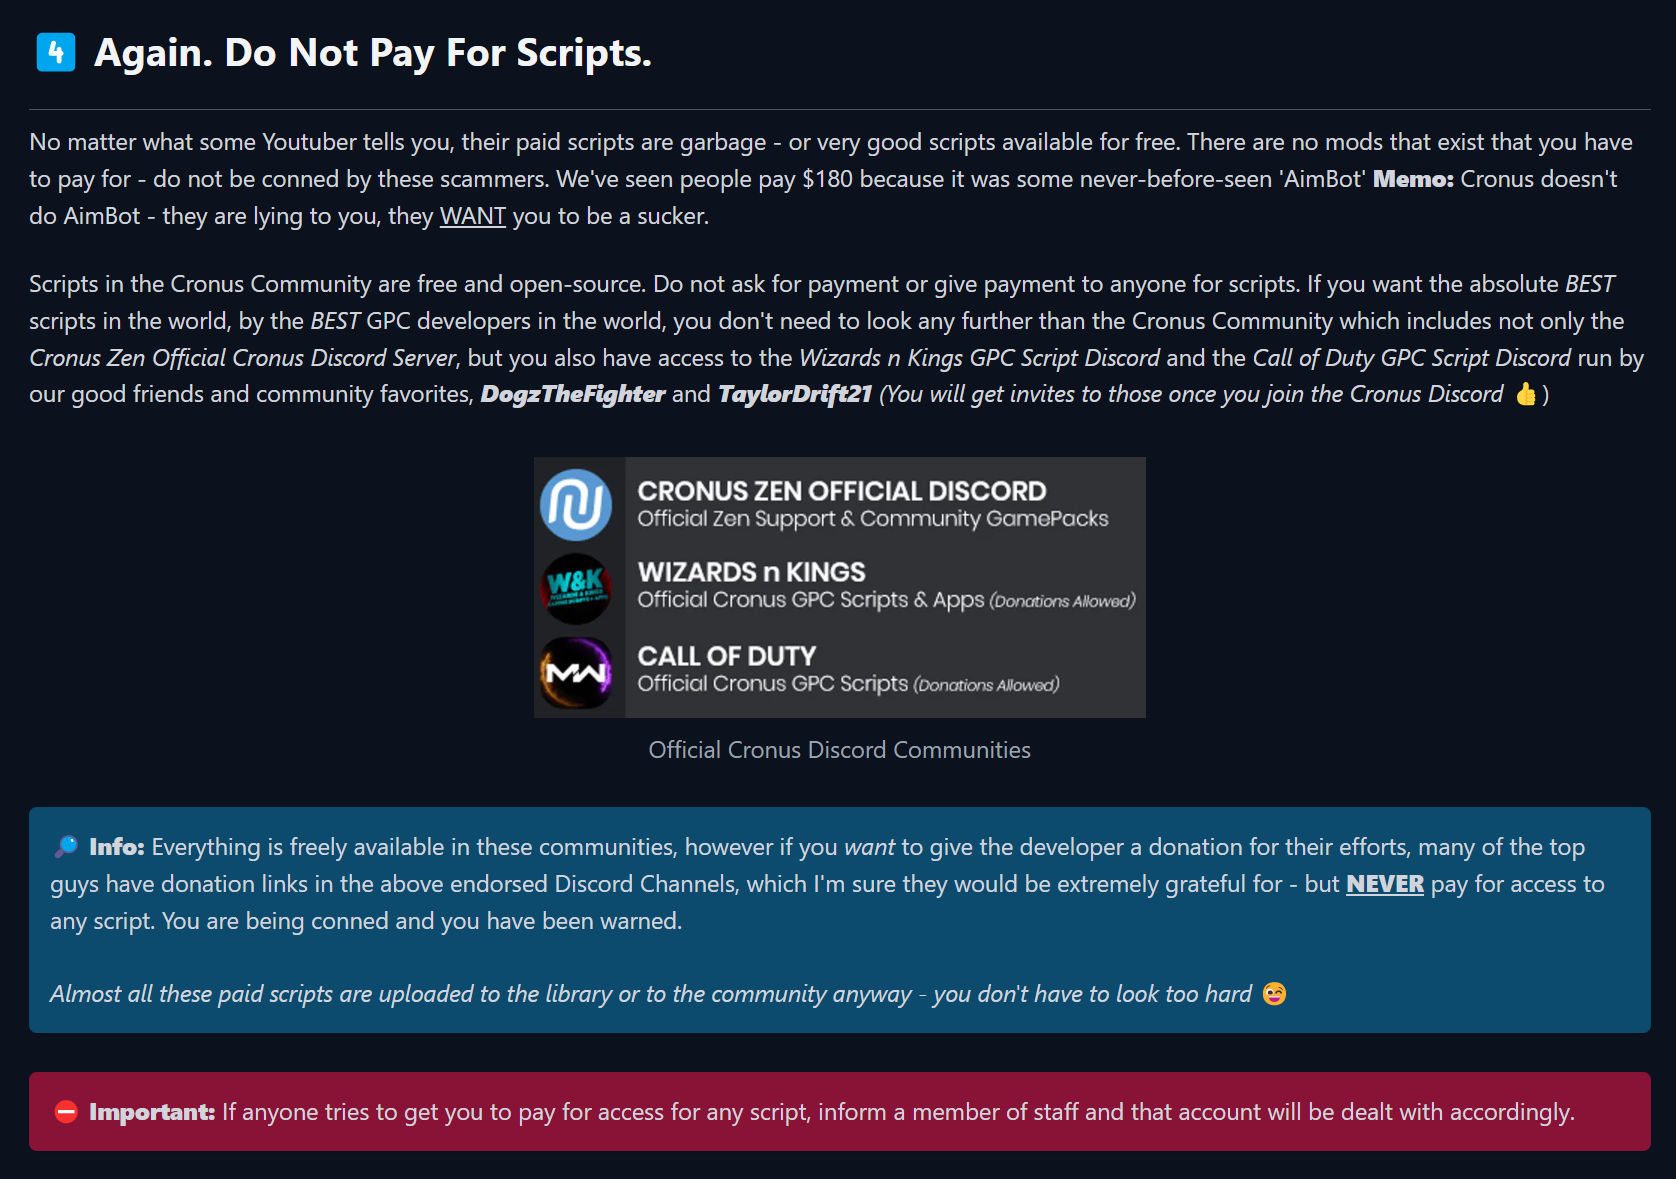 4 Again. Do Not Pay For Scripts.
No matter what some Youtuber tells you, their paid scripts are garbage - or very good scripts available for free. There are no mods that exist that you have
to pay for - do not be conned by these scammers. We've seen people pay $180 because it was some never-before-seen 'AimBot' Memo: Cronus doesn't
do AimBot - they are lying to you, they WANT you to be a sucker.
Scripts in the Cronus Community are free and open-source. Do not ask for payment or give payment to anyone for scripts. If you want the absolute BEST
scripts in the world, by the BEST GPC developers in the world, you don't need to look any further than the Cronus Community which includes not only the
Cronus Zen Official Cronus Discord Server, but you also have access to the Wizards n Kings GPC Script Discord and the Call of Duty GPC Script Discord run by
our good friends and community favorites, DogzTheFighter and TaylorDrift21 (You will get invites to those once you join the Cronus Discord 👍)
CRONUS ZEN OFFICIAL DISCORD
Official Zen Support & Community GamePacks
W&K
WIZARDS n KINGS
Official Cronus GPC Scripts & Apps (Donations Allowed)
MW
CALL OF DUTY
Official Cronus GPC Scripts (Donations Allowed)
Official Cronus Discord Communities
Info: Everything is freely available in these communities, however if you want to give the developer a donation for their efforts, many of the top
guys have donation links in the above endorsed Discord Channels, which I'm sure they would be extremely grateful for - but NEVER pay for access to
any script. You are being conned and you have been warned.
Almost all these paid scripts are uploaded to the library or to the community anyway - you don't have to look too hard
Important: If anyone tries to get you to pay for access for any script, inform a member of staff and that account will be dealt with accordingly.